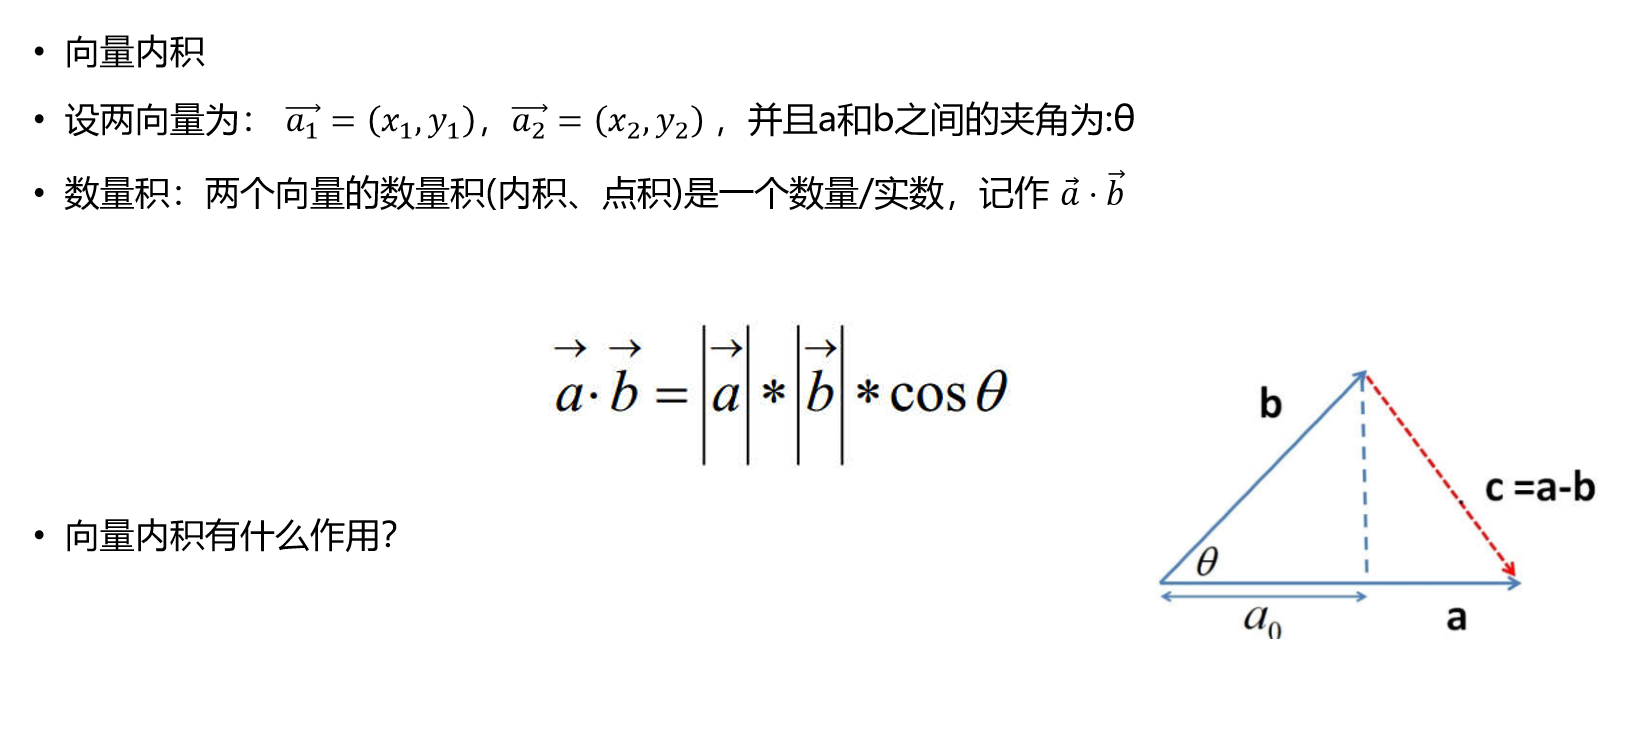 • 向量内积
• 设两向量为： $\overrightarrow{a_1} = (x_1, y_1)$，$\overrightarrow{a_2} = (x_2, y_2)$ ，并且a和b之间的夹角为:θ
• 数量积：两个向量的数量积(内积、点积)是一个数量/实数，记作 $\vec{a} \cdot \vec{b}$
$\vec{a} \cdot \vec{b} = |\vec{a}| * |\vec{b}| * \cos\theta$
b
c =a-b
θ
$a_0$
a
• 向量内积有什么作用?